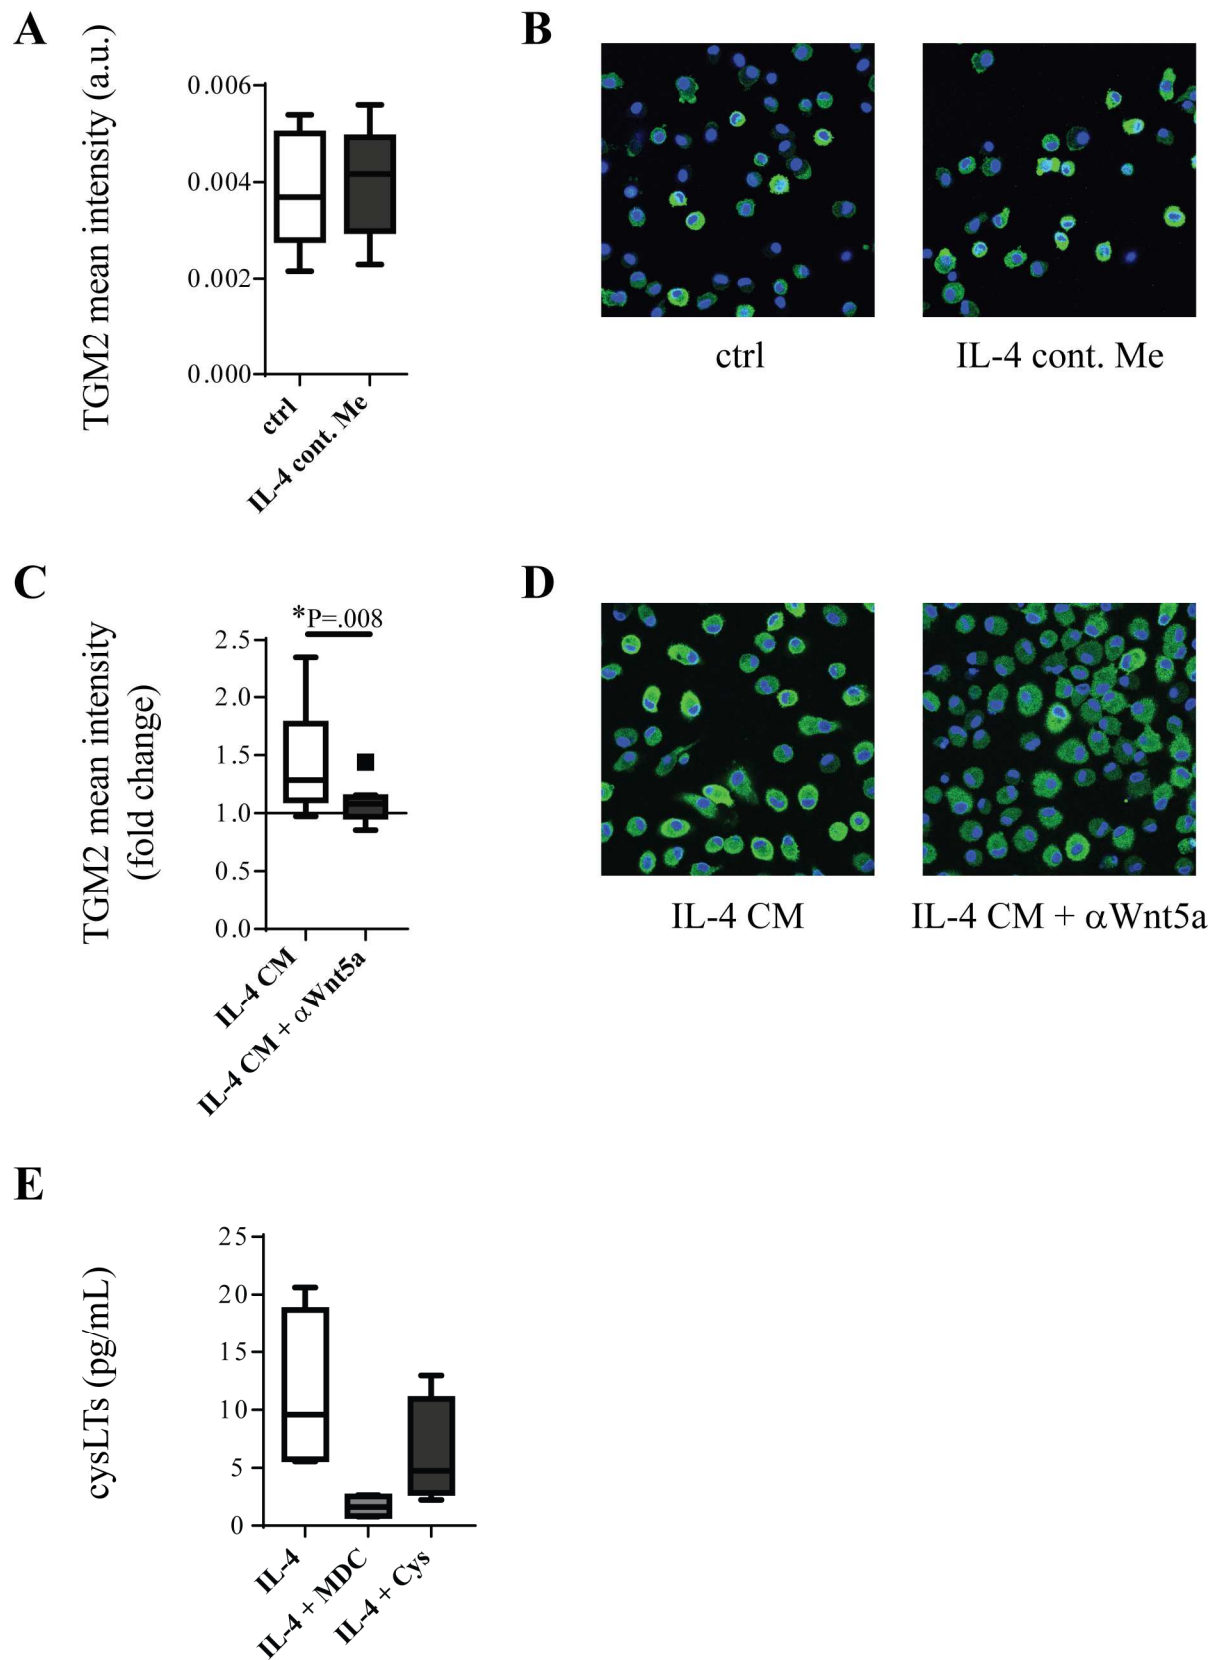 A
TGM2 mean intensity (a.u.)
0.006
0.004
0.002
0.000
ctrl
IL-4 cont. Me
B
ctrl
IL-4 cont. Me
C
TGM2 mean intensity
(fold change)
*P=.008
2.5
2.0
1.5
1.0
0.5
0.0
IL-4 CM
IL-4 CM + αWnt5a
D
IL-4 CM
IL-4 CM + αWnt5a
E
cysLTs (pg/mL)
25
20
15
10
5
0
IL-4
IL-4 + MDC
IL-4 + Cys